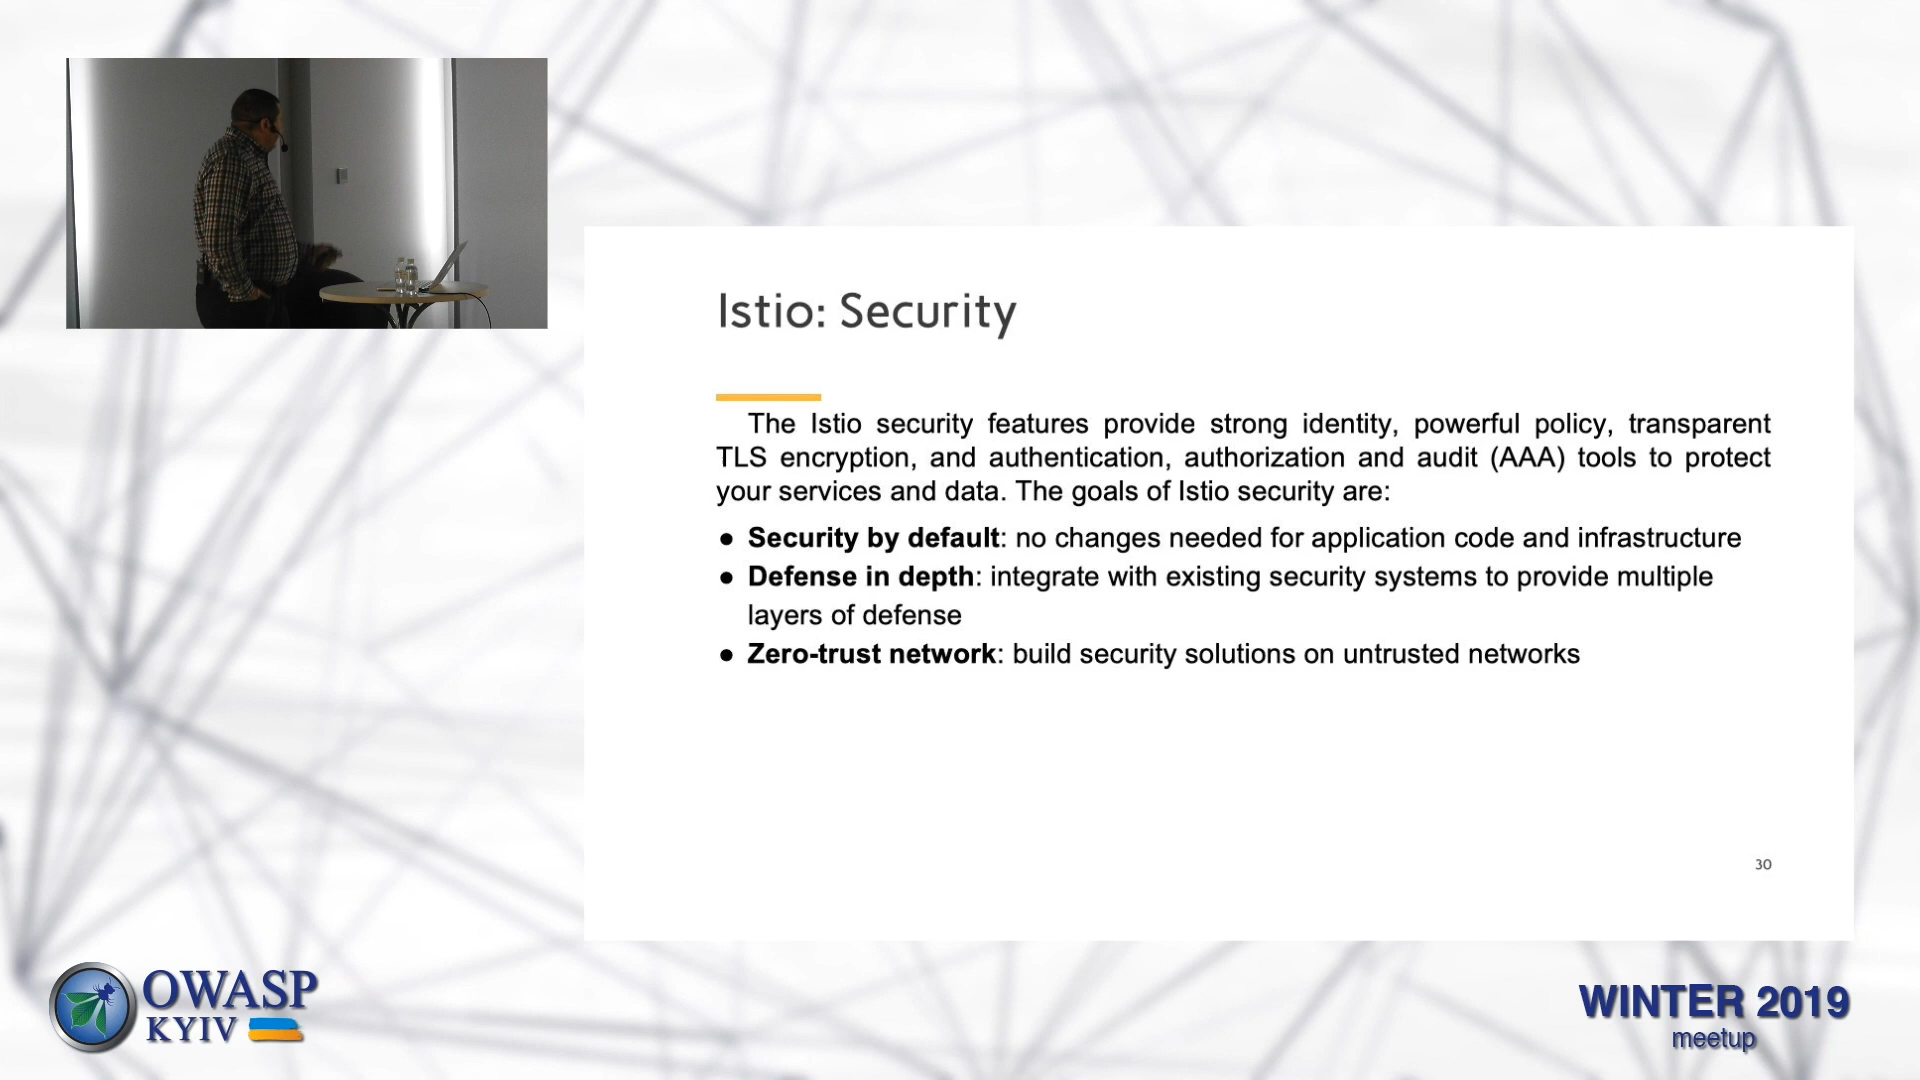 Istio: Security
The Istio security features provide strong identity, powerful policy, transparent
TLS encryption, and authentication, authorization and audit (AAA) tools to protect
your services and data. The goals of Istio security are:
● Security by default: no changes needed for application code and infrastructure
● Defense in depth: integrate with existing security systems to provide multiple
layers of defense
● Zero-trust network: build security solutions on untrusted networks
30
OWASP
KYIV
WINTER 2019
meetup